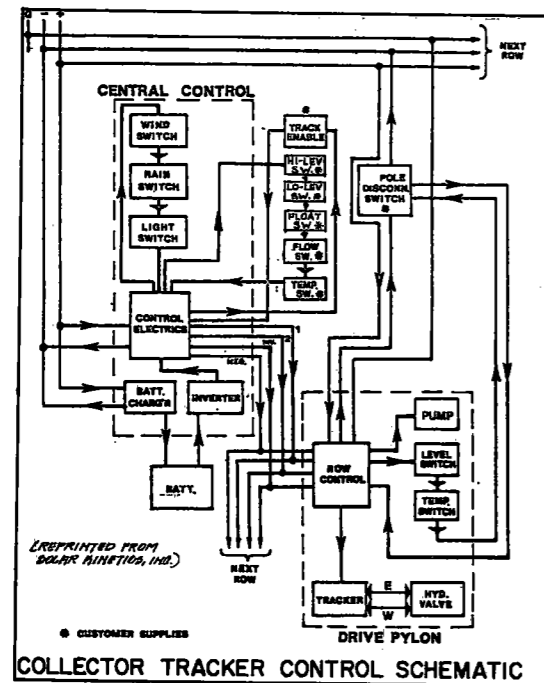 NEXT
ROW
CENTRAL CONTROL
WIND
SWITCH
RAIN
SWITCH
LIGHT
SWITCH
TRACK
ENABLE
HI-LEV
SW.
LO-LEV
SW.
FLOAT
SW.
FLOW
SW.
TEMP.
SW.
POLE
DISCONN.
SWITCH
CONTROL
ELECTRICS
1
2
BATT.
INVERTER
BATT.
PUMP
LEVEL
SWITCH
TEMP.
SWITCH
ROW
CONTROL
NEXT
ROW
TRACKER
E
W
HYD.
VALVE
DRIVE PYLON
(REPRINTED FROM
SOLAR KINETICS, INC.)
CUSTOMER SUPPLIES
COLLECTOR TRACKER CONTROL SCHEMATIC